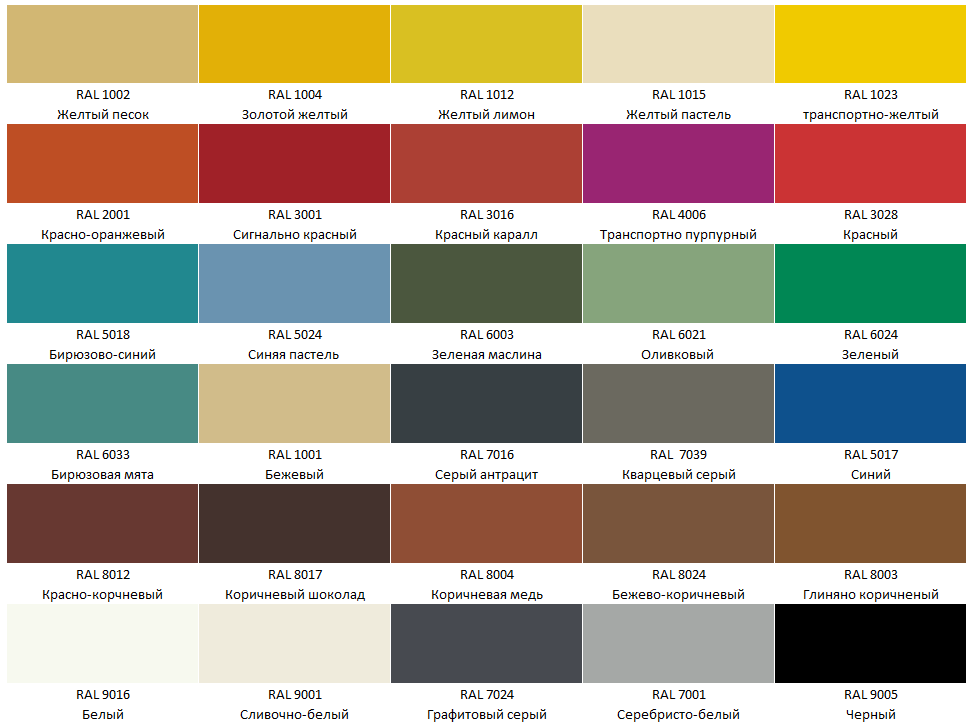 RAL 1002 RAL 1004 RAL 1012 RAL 1015 RAL 1023
Желтый песок Золотой желтый Желтый лимон Желтый пастель транспортно-желтый
RAL 2001 RAL 3001 RAL 3016 RAL 4006 RAL 3028
Красно-оранжевый Сигнально красный Красный каралл Транспортно пурпурный Красный
RAL 5018 RAL 5024 RAL 6003 RAL 6021 RAL 6024
Бирюзово-синий Синяя пастель Зеленая маслина Оливковый Зеленый
RAL 6033 RAL 1001 RAL 7016 RAL 7039 RAL 5017
Бирюзовая мята Бежевый Серый антрацит Кварцевый серый Синий
RAL 8012 RAL 8017 RAL 8004 RAL 8024 RAL 8003
Красно-корчневый Коричневый шоколад Коричневая медь Бежево-коричневый Глиняно коричненый
RAL 9016 RAL 9001 RAL 7024 RAL 7001 RAL 9005
Белый Сливочно-белый Графитовый серый Серебристо-белый Черный